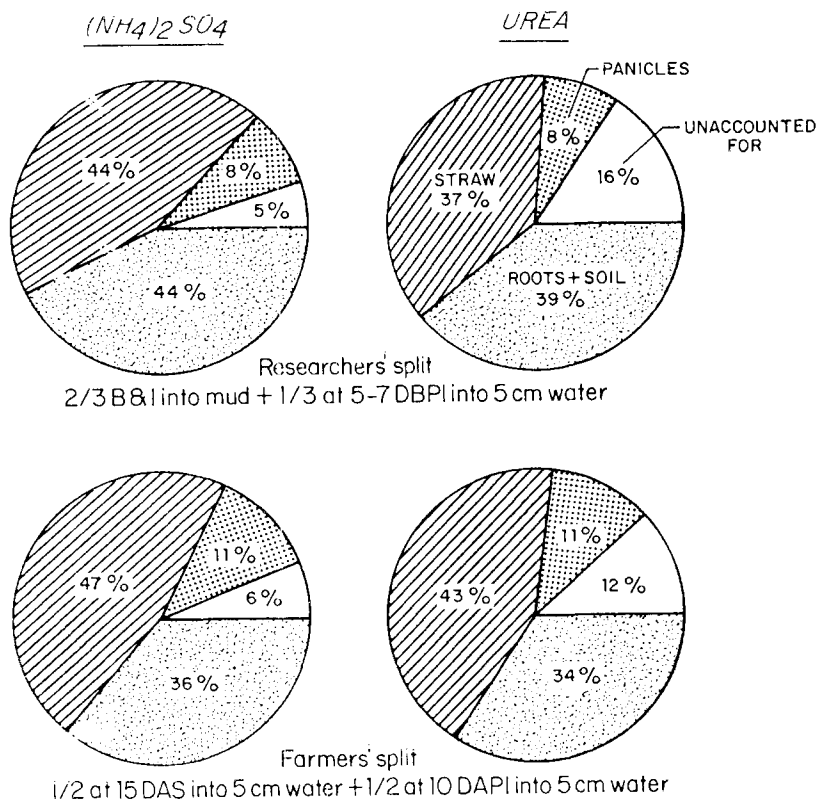 (NH4)2 SO4
UREA
PANICLES
UNACCOUNTED
FOR
44%
8%
5%
44%
STRAW
37%
8%
16%
ROOTS + SOIL
39%
Researchers' split
2/3 B&I into mud + 1/3 at 5-7 DBPI into 5 cm water
47%
11%
6%
36%
43%
11%
12%
34%
Farmers' split
1/2 at 15 DAS into 5 cm water + 1/2 at 10 DAPI into 5 cm water